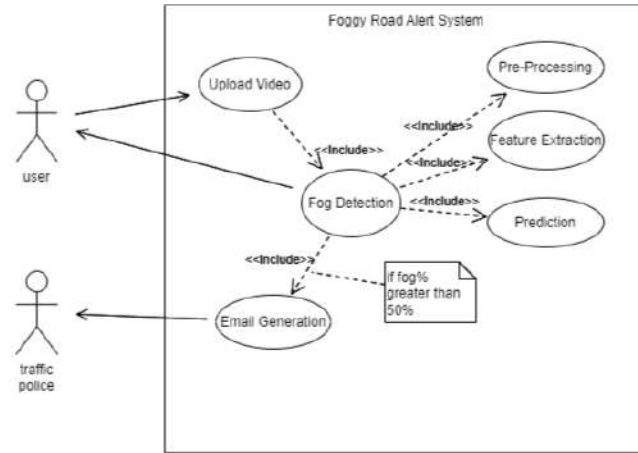 Foggy Road Alert System
Pre-Processing
Upload Video
<<Include>>
Feature Extraction
<<Include>>
<<Include>>
user
Fog Detection
<<Include>>
Prediction
<<Include>>
if fog%
greater than
50%
Email Generation
traffic
police